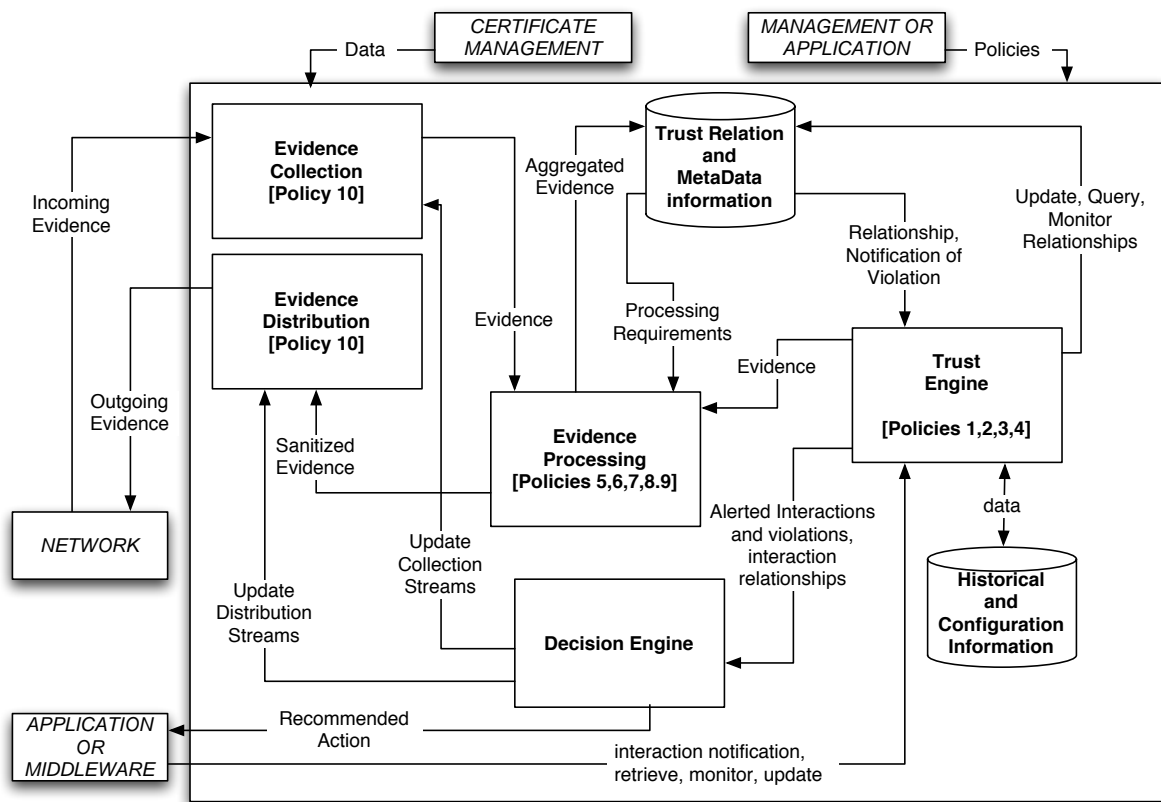 CERTIFICATE
MANAGEMENT
MANAGEMENT OR
APPLICATION
Data
Policies
Evidence
Collection
[Policy 10]
Trust Relation
and
MetaData
information
Aggregated
Evidence
Incoming
Evidence
Update, Query,
Monitor
Relationships
Relationship,
Notification of
Violation
Evidence
Distribution
[Policy 10]
Evidence
Processing
Requirements
Trust
Engine
[Policies 1,2,3,4]
Evidence
Outgoing
Evidence
Sanitized
Evidence
Evidence
Processing
[Policies 5,6,7,8.9]
NETWORK
Alerted Interactions
and violations,
interaction
relationships
data
Update
Collection
Streams
Update
Distribution
Streams
Historical
and
Configuration
Information
Decision Engine
APPLICATION
OR
MIDDLEWARE
Recommended
Action
interaction notification,
retrieve, monitor, update